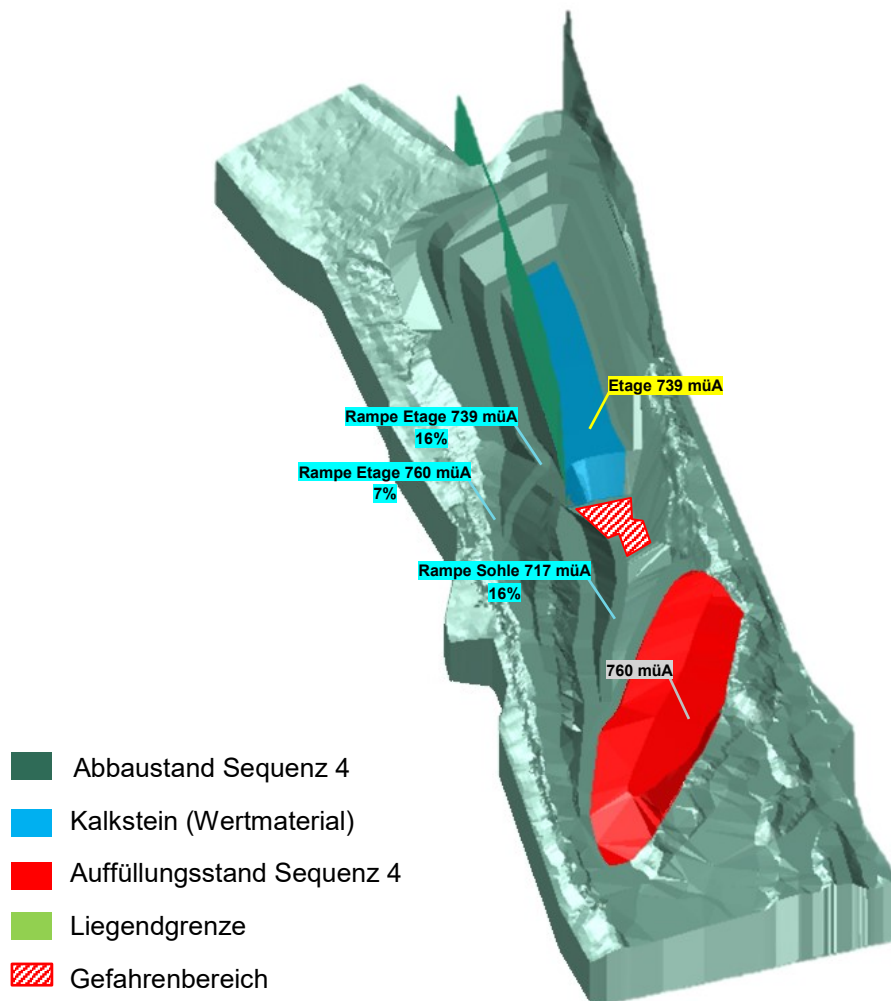 Etage 739 müA
Rampe Etage 739 müA
16%
Rampe Etage 760 müA
7%
Rampe Sohle 717 müA
16%
760 müA
Abbaustand Sequenz 4
Kalkstein (Wertmaterial)
Auffüllungsstand Sequenz 4
Liegendgrenze
Gefahrenbereich